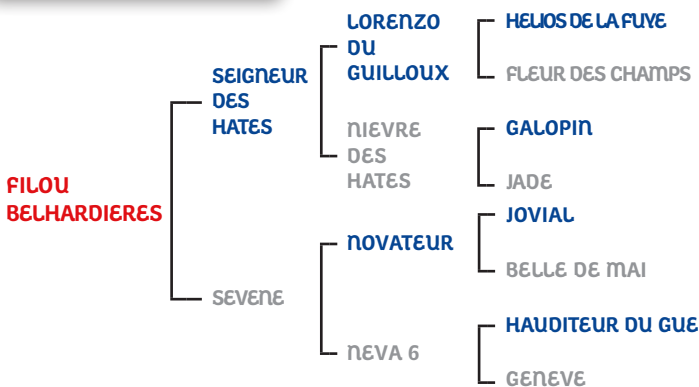 FILOU
BELHARDIERES
SEIGNEUR
DES
HATES
SEVENE
LORENZO
DU
GUILLOUX
NIEVRE
DES
HATES
NOVATEUR
NEVA 6
HELIOS DE LA FUYE
FLEUR DES CHAMPS
GALOPIN
JADE
JOVIAL
BELLE DE MAI
HAUDITEUR DU GUE
GENEVE